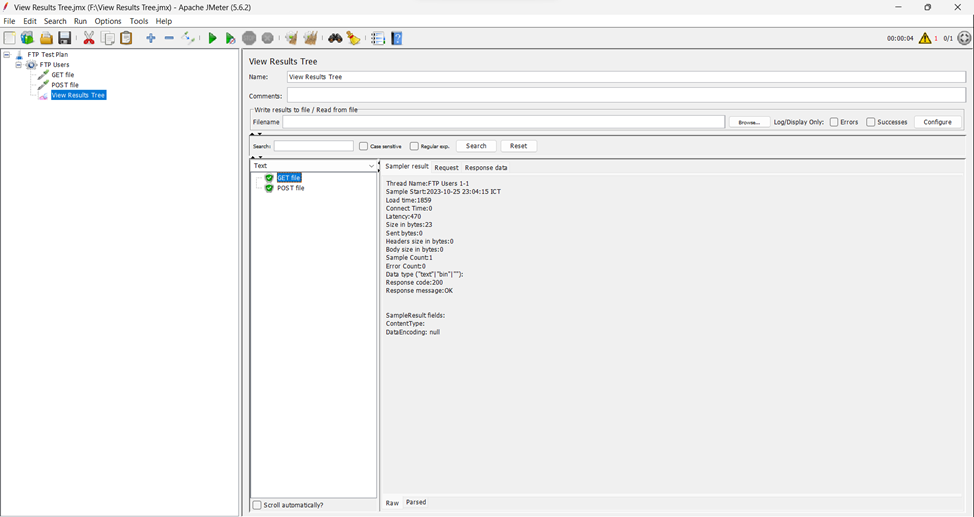 View Results Tree.jmx (F:\View Results Tree.jmx) - Apache JMeter (5.6.2)
File Edit Search Run Options Tools Help
00:00:04 1 0/1
FTP Test Plan
FTP Users
GET file
POST file
View Results Tree
View Results Tree
Name: View Results Tree
Comments:
Write results to file / Read from file
Filename Browse... Log/Display Only: Errors Successes Configure
Search: Case sensitive Regular exp. Search Reset
Text
GET file
POST file
Scroll automatically?
Sampler result Request Response data
Thread Name:FTP Users 1-1
Sample Start:2023-10-25 23:04:15 ICT
Load time:1859
Connect Time:0
Latency:470
Size in bytes:23
Sent bytes:0
Headers size in bytes:0
Body size in bytes:0
Sample Count:1
Error Count:0
Data type ("text"|"bin"|""):
Response code:200
Response message:OK
SampleResult fields:
ContentType:
DataEncoding: null
Raw Parsed